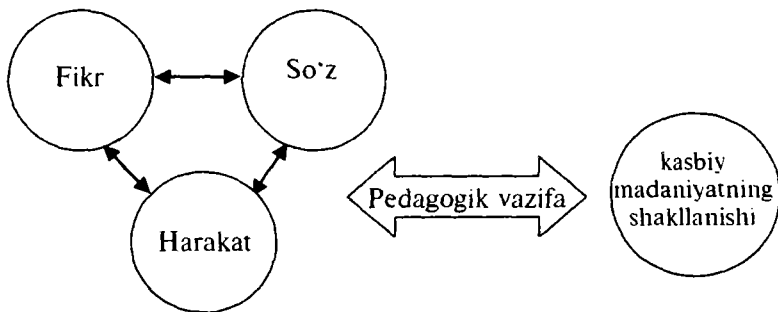 Fikr
So‘z
Harakat
Pedagogik vazifa
kasbiy
madaniyatning
shakllanishi